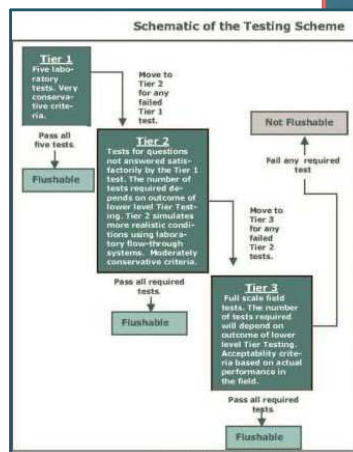 Schematic of the Testing Scheme
Tier 1
Five labo-
ratory
tests. Very
conserva-
tive crite-
ria.
Move to
Tier 2
for any
failed
Tier 1
test.
Pass all
five tests
Flushable
Tier 2
Tests for questions
not answered satis-
factorily by the Tier 1
test. The number of
tests required de-
pends on outcome of
lower level Tier Test-
ing. Tier 2 simulates
more realistic condi-
tions using labora-
tory flow-through
systems. Moderately
conservative criteria.
Not Flushable
Fail any required
test
Move to
Tier 3
for any
failed
Tier 2
tests.
Pass all required
tests.
Flushable
Tier 3
Full scale field
tests. The number
of tests required
will depend on
outcome of lower
level Tier Testing.
Acceptability crite-
ria based on actual
performance in
the field.
Pass all required
tests
Flushable